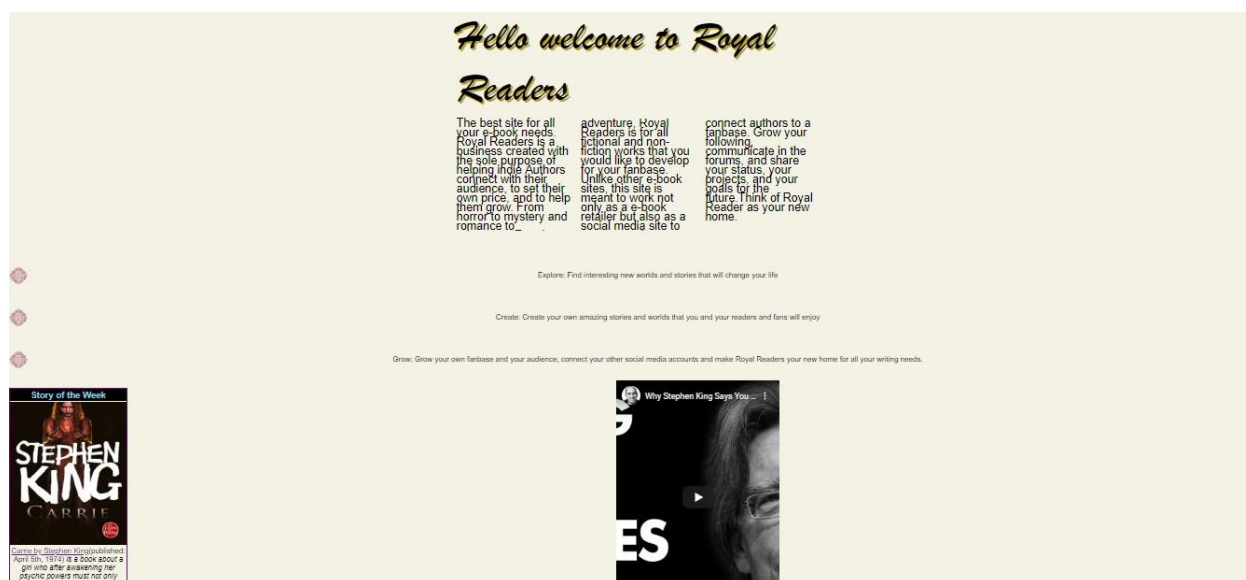 Hello welcome to Royal
Readers
The best site for all
your e-book needs.
Royal Readers is a
business created with
the sole purpose of
helping indie Authors
connect with their
audience, to set their
own price, and to help
them grow. From
horror to mystery and
romance to
adventure, Royal
Readers is for all
fictional and non-
fiction works that you
would like to develop
for your fanbase.
Unlike other e-book
sites, this site is
meant to work not
only as a e-book
retailer but also as a
social media site to
connect authors to a
fanbase. Grow your
following,
communicate in the
forums, and share
your status, your
projects, and your
goals for the
future.Think of Royal
Reader as your new
home.
Explore: Find interesting new worlds and stories that will change your life
Create: Create your own amazing stories and worlds that you and your readers and fans will enjoy
Grow: Grow your own fanbase and your audience, connect your other social media accounts and make Royal Readers your new home for all your writing needs.
Story of the Week
STEPHEN
KING
CARRIE
Carrie by Stephen King(published:
April 5th, 1974) is a book about a
girl who after awakening her
psychic powers must not only
Why Stephen King Says You ...
G
ES